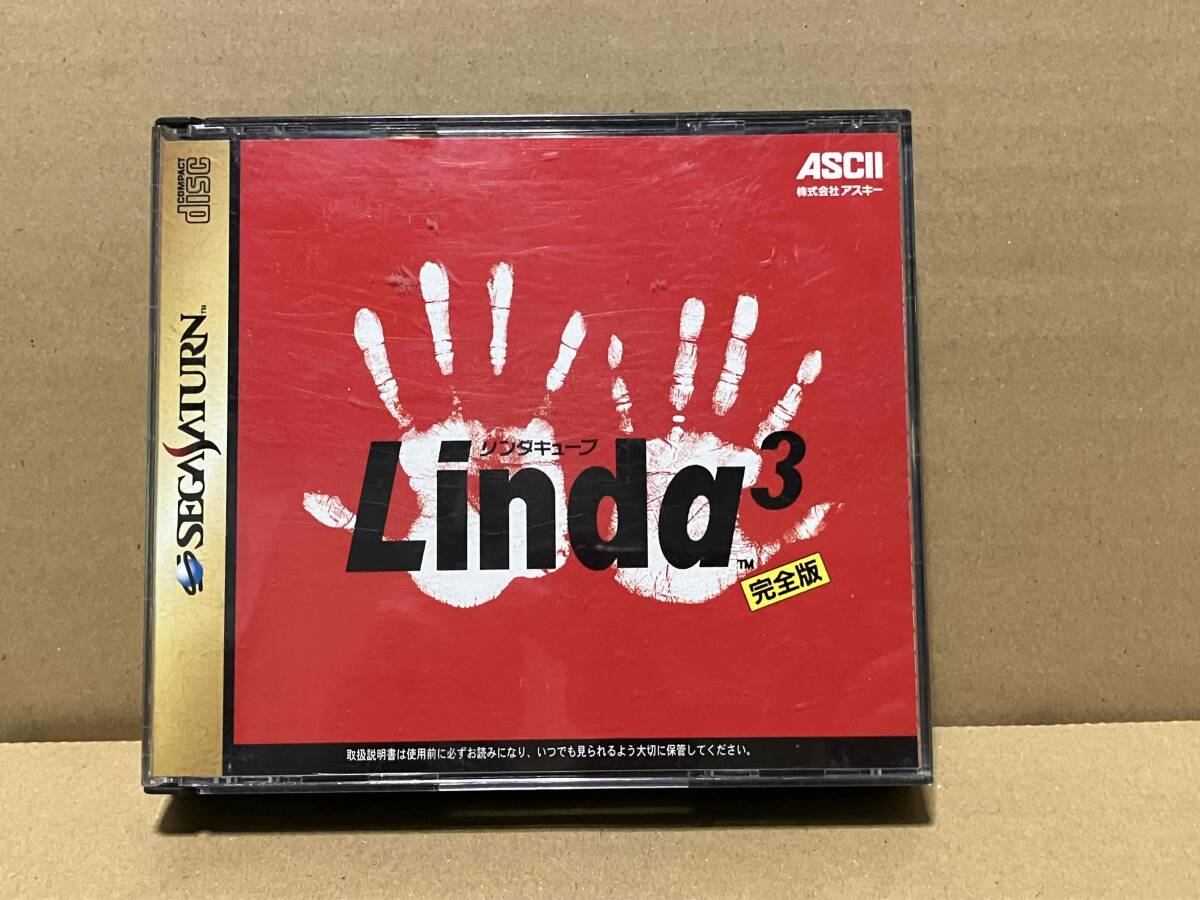 COMPACT
disc
SEGA SATURN™
ASCII
株式会社アスキー
リンダキューブ
Linda³™
完全版
取扱説明書は使用前に必ずお読みになり、いつでも見られるよう大切に保管してください。